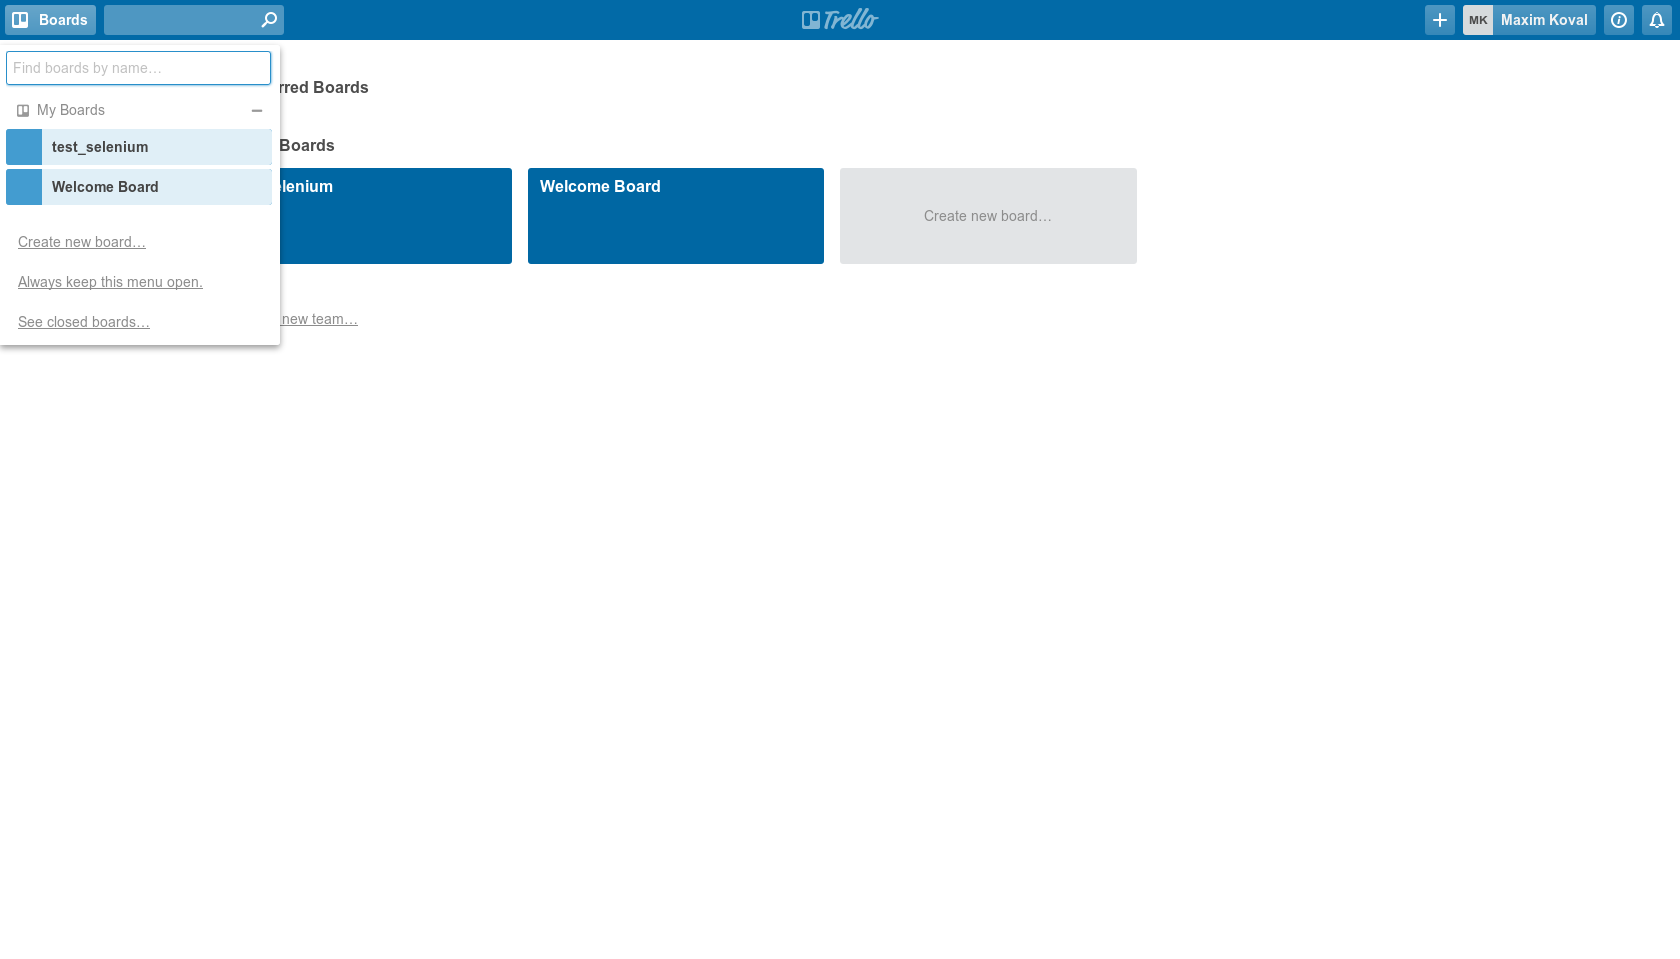 Boards
Trello
MK Maxim Koval
Find boards by name…
My Boards
test_selenium
Welcome Board
Create new board…
Always keep this menu open.
See closed boards…
rred Boards
Boards
elenium
Welcome Board
Create new board…
new team…